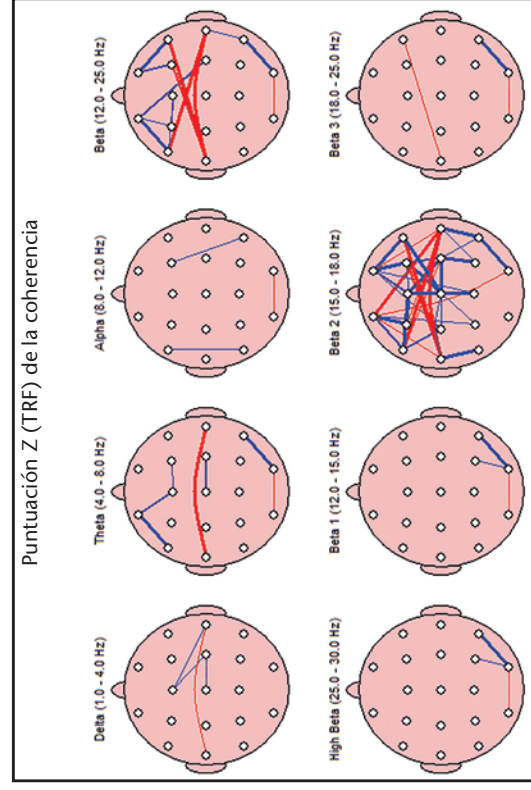 Puntuación Z (TRF) de la coherencia
Delta (1.0 - 4.0 Hz)
Theta (4.0 - 8.0 Hz)
Alpha (8.0 - 12.0 Hz)
Beta (12.0 - 25.0 Hz)
High Beta (25.0 - 30.0 Hz)
Beta 1 (12.0 - 15.0 Hz)
Beta 2 (15.0 - 18.0 Hz)
Beta 3 (18.0 - 25.0 Hz)